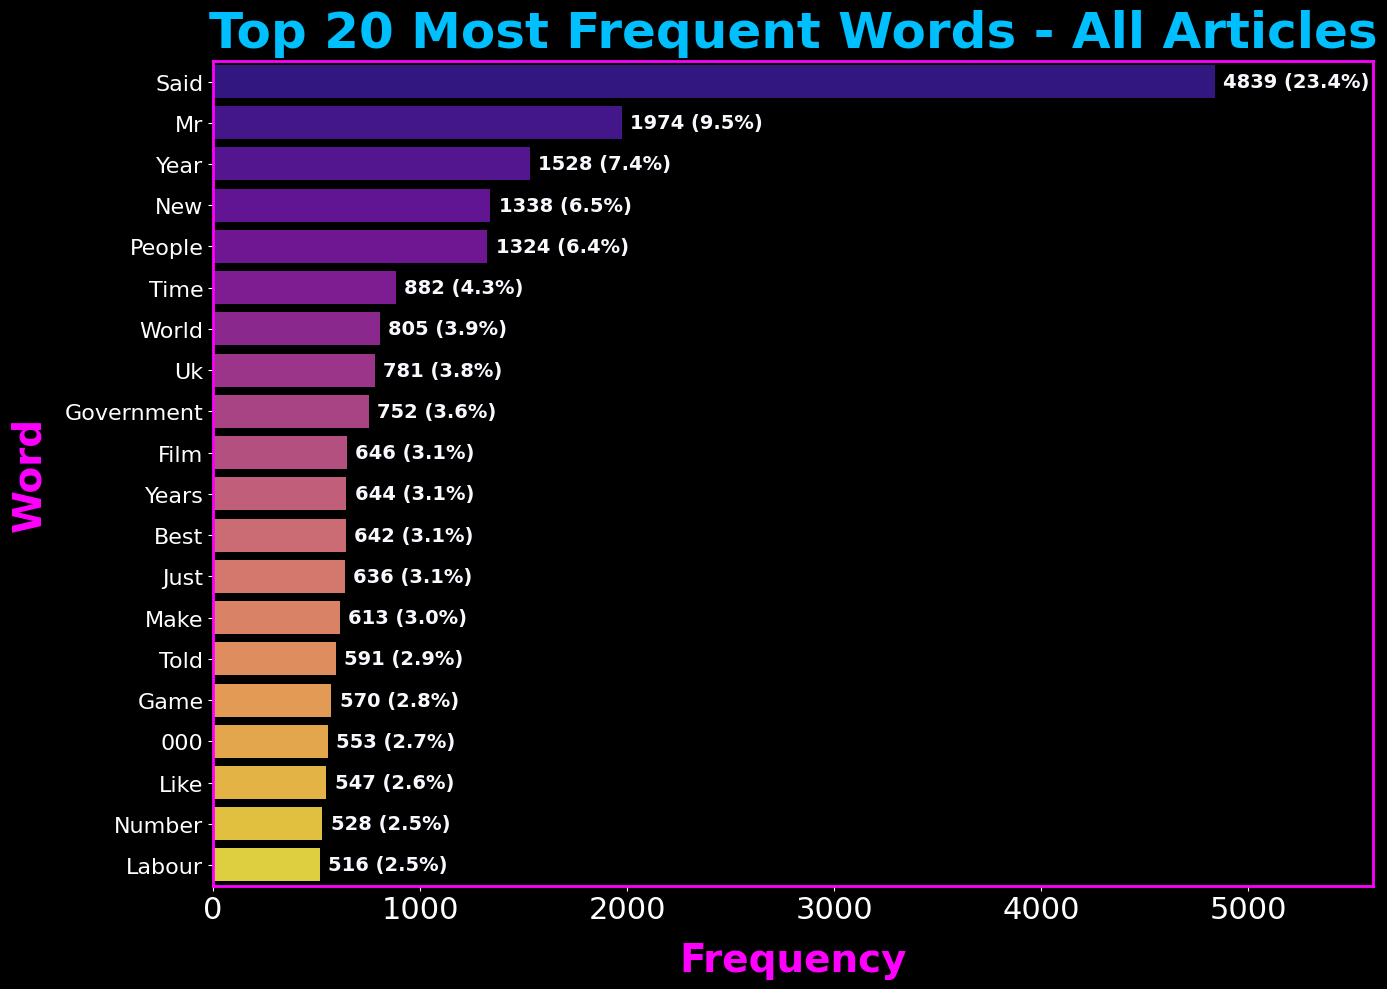 Top 20 Most Frequent Words - All Articles
Said 4839 (23.4%)
Mr 1974 (9.5%)
Year 1528 (7.4%)
New 1338 (6.5%)
People 1324 (6.4%)
Time 882 (4.3%)
World 805 (3.9%)
Uk 781 (3.8%)
Government 752 (3.6%)
Film 646 (3.1%)
Years 644 (3.1%)
Best 642 (3.1%)
Just 636 (3.1%)
Make 613 (3.0%)
Told 591 (2.9%)
Game 570 (2.8%)
000 553 (2.7%)
Like 547 (2.6%)
Number 528 (2.5%)
Labour 516 (2.5%)
0 1000 2000 3000 4000 5000
Frequency
Word